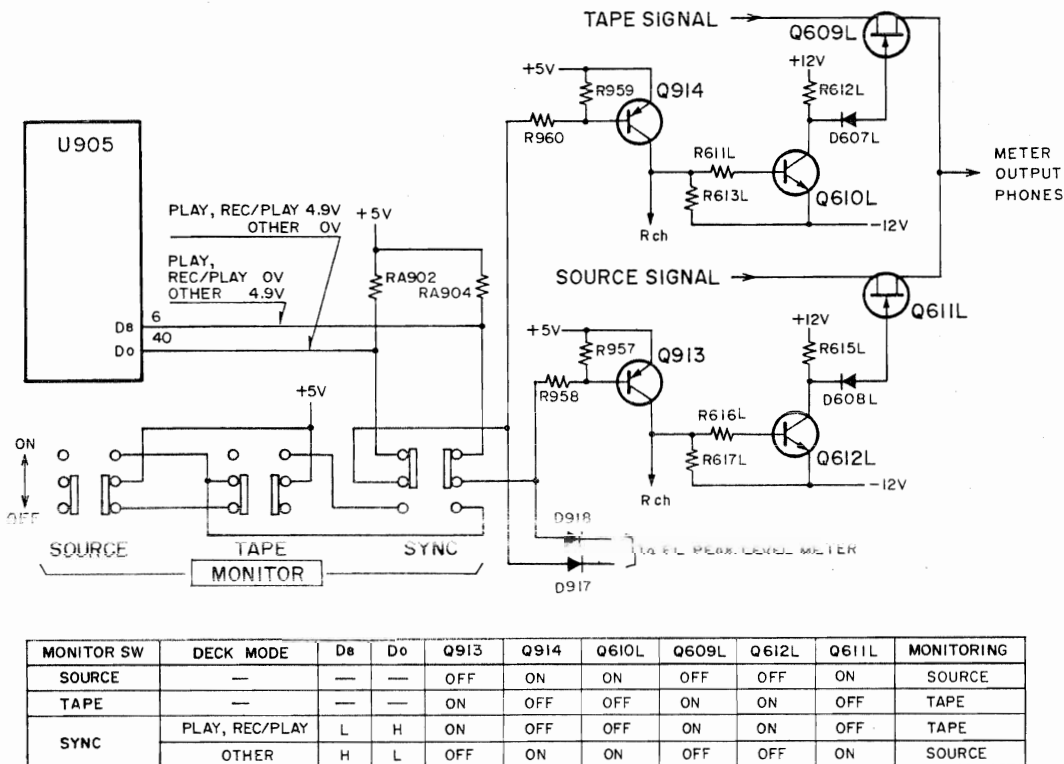 TAPE SIGNAL
Q609L
+12V
+5V
R959
Q914
R612L
U905
R960
D607L
R611L
METER
OUTPUT
PHONES
R613L
Q610L
PLAY, REC/PLAY 4.9V
OTHER 0V
+5V
Rch
-12V
PLAY,
REC/PLAY 0V
OTHER 4.9V
RA902
RA904
SOURCE SIGNAL
Q611L
D8 6
D0 40
+5V
R957
Q913
+12V
R615L
R958
D608L
+5V
R616L
ON
R617L
Q612L
OFF
Rch
-12V
SOURCE
TAPE
SYNC
D918
FL PEAK LEVEL METER
MONITOR
D917
MONITOR SW DECK MODE D8 D0 Q913 Q914 Q610L Q609L Q612L Q611L MONITORING
SOURCE — — — OFF ON ON OFF OFF ON SOURCE
TAPE — — — ON OFF OFF ON ON OFF TAPE
SYNC PLAY, REC/PLAY L H ON OFF OFF ON ON OFF TAPE
OTHER H L OFF ON ON OFF OFF ON SOURCE